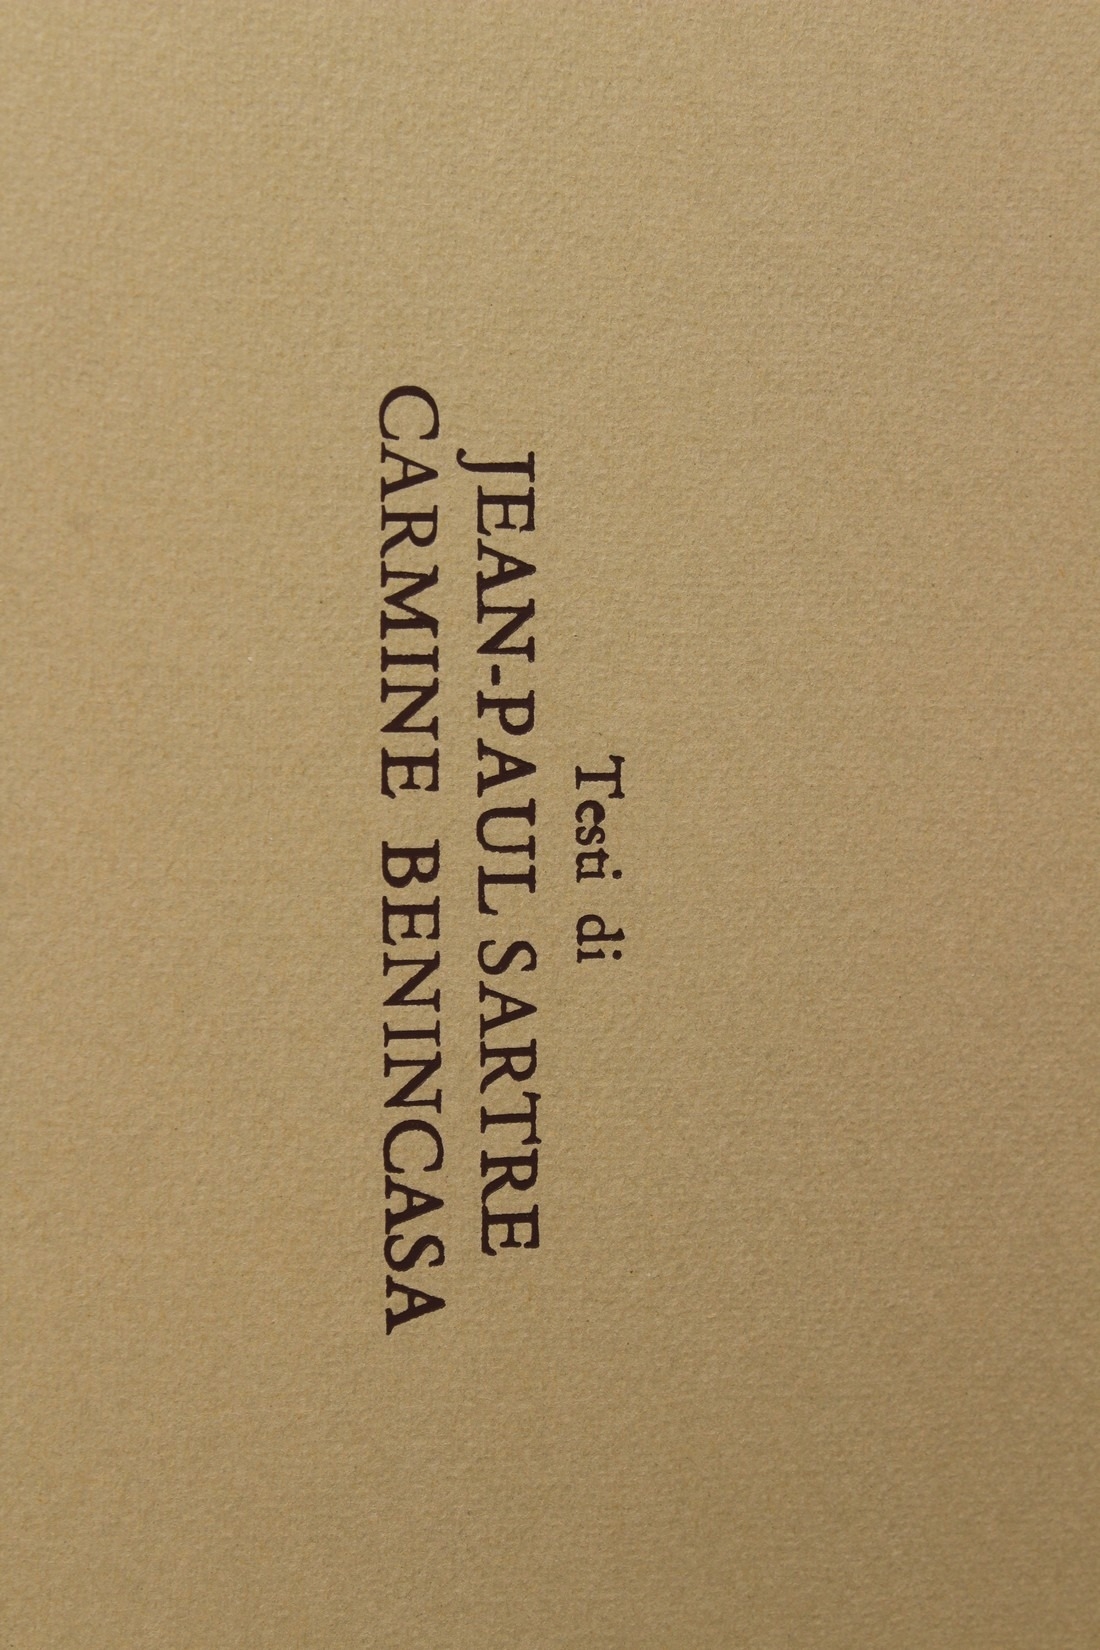 Testi di
JEAN-PAUL SARTRE
CARMINE BENINCASA